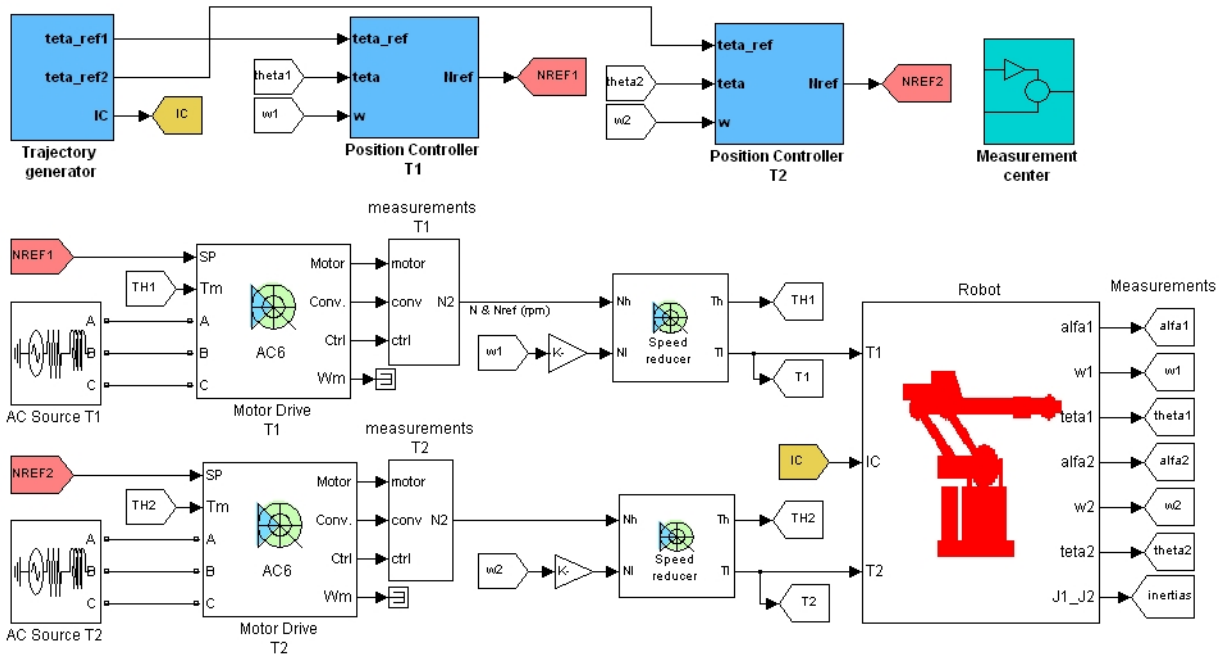 teta_ref1
teta_ref2
IC
Trajectory
generator
IC
theta1
w1
teta_ref
teta
w
Nref
Position Controller
T1
NREF1
theta2
w2
teta_ref
teta
w
Nref
Position Controller
T2
NREF2
Measurement
center
NREF1
TH1
A
B
C
AC Source T1
SP
Tm
A
B
C
Motor
Conv.
Ctrl
Wm
AC6
Motor Drive
T1
measurements
T1
motor
conv
ctrl
N2
N & Nref (rpm)
w1
K-
Nh
Nl
Th
Tl
Speed
reducer
TH1
T1
NREF2
TH2
A
B
C
AC Source T2
SP
Tm
A
B
C
Motor
Conv.
Ctrl
Wm
AC6
Motor Drive
T2
measurements
T2
motor
conv
ctrl
N2
w2
K-
Nh
Nl
Th
Tl
Speed
reducer
TH2
T2
IC
Robot
T1
IC
T2
alfa1
w1
teta1
alfa2
w2
teta2
J1_J2
Measurements
alfa1
w1
theta1
alfa2
w2
theta2
inertias